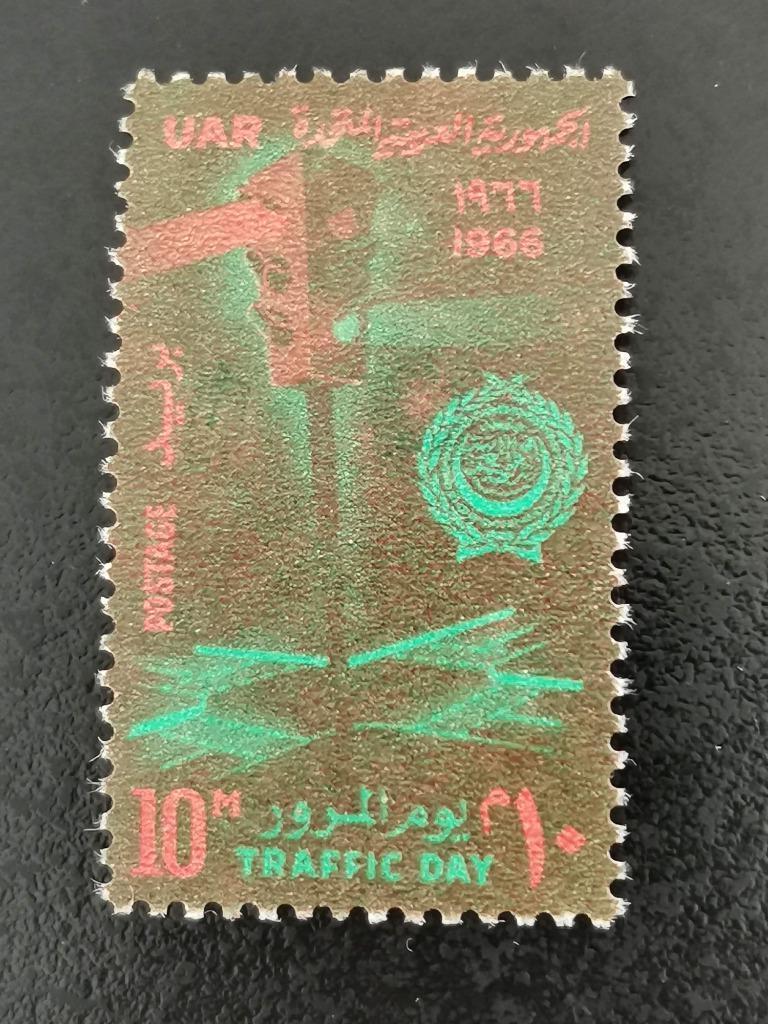 UAR الجمهورية العربية المتحدة
١٩٦٦
1966
بريد
POSTAGE
10M يوم المرور ١٠م
TRAFFIC DAY